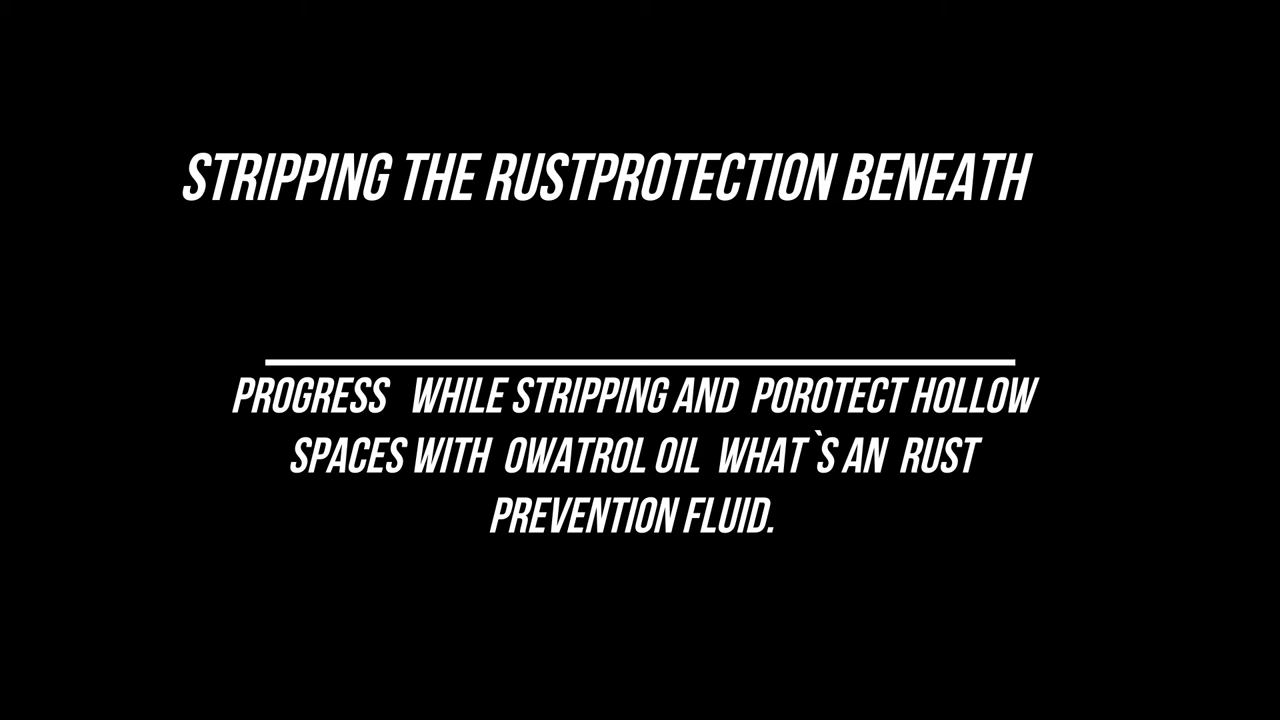 STRIPPING THE RUSTPROTECTION BENEATH
PROGRESS WHILE STRIPPING AND POROTECT HOLLOW
SPACES WITH OWATROL OIL WHAT`S AN RUST
PREVENTION FLUID.